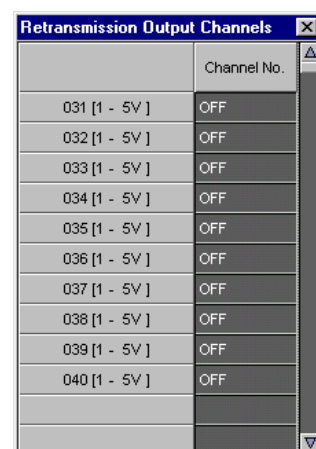 Retransmission Output Channels
Channel No.
031 [1 - 5V ] OFF
032 [1 - 5V ] OFF
033 [1 - 5V ] OFF
034 [1 - 5V ] OFF
035 [1 - 5V ] OFF
036 [1 - 5V ] OFF
037 [1 - 5V ] OFF
038 [1 - 5V ] OFF
039 [1 - 5V ] OFF
040 [1 - 5V ] OFF